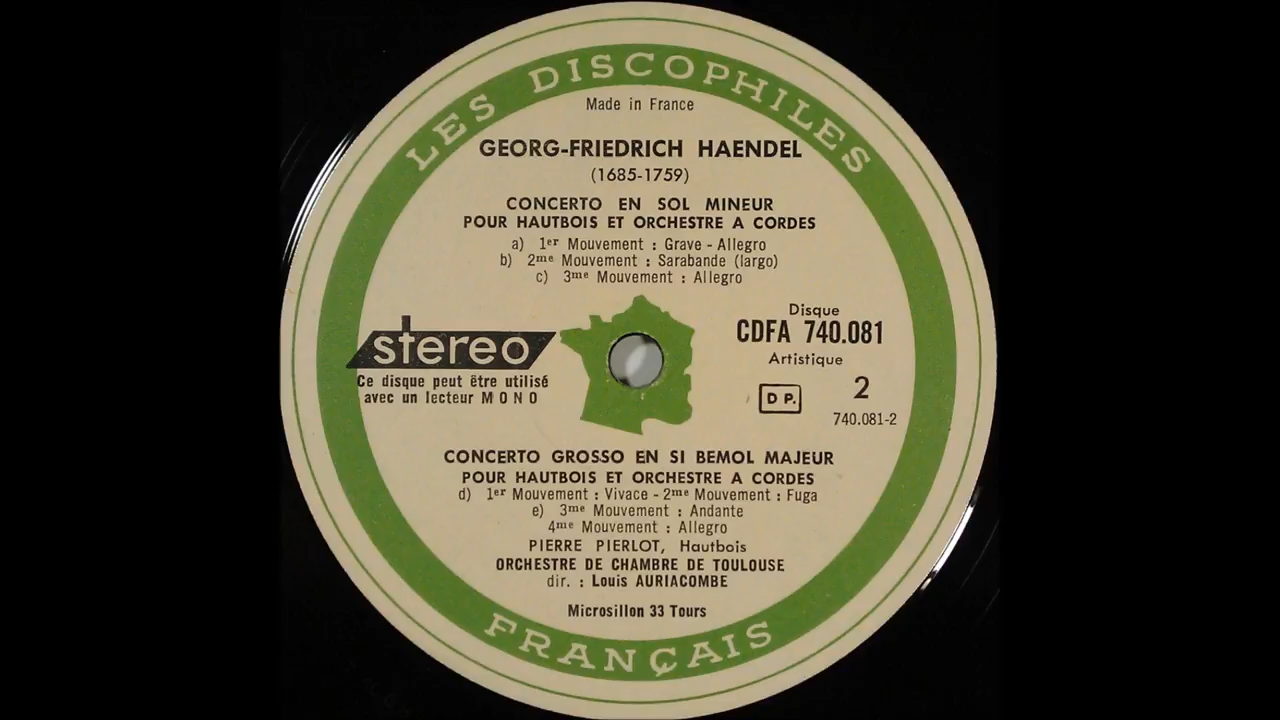 LES DISCOPHILES
Made in France
GEORG-FRIEDRICH HAENDEL
(1685-1759)
CONCERTO EN SOL MINEUR
POUR HAUTBOIS ET ORCHESTRE A CORDES
a) 1er Mouvement : Grave - Allegro
b) 2me Mouvement : Sarabande (largo)
c) 3me Mouvement : Allegro
stereo
Ce disque peut être utilisé
avec un lecteur MONO
Disque
CDFA 740.081
Artistique
D P.
2
740.081-2
CONCERTO GROSSO EN SI BEMOL MAJEUR
POUR HAUTBOIS ET ORCHESTRE A CORDES
d) 1er Mouvement : Vivace - 2me Mouvement : Fuga
e) 3me Mouvement : Andante
4me Mouvement : Allegro
PIERRE PIERLOT, Hautbois
ORCHESTRE DE CHAMBRE DE TOULOUSE
dir. : Louis AURIACOMBE
Microsillon 33 Tours
FRANÇAIS